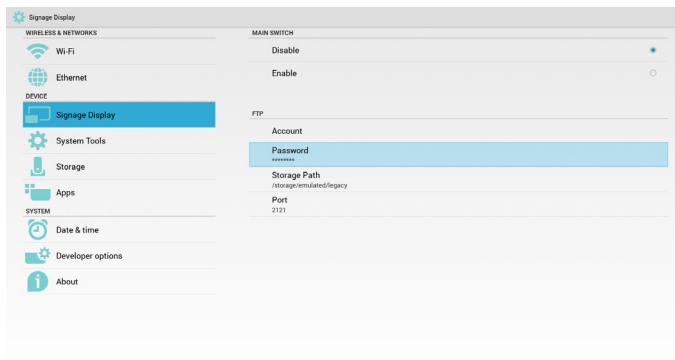 Signage Display
WIRELESS & NETWORKS
Wi-Fi
Ethernet
DEVICE
Signage Display
System Tools
Storage
Apps
SYSTEM
Date & time
Developer options
About
MAIN SWITCH
Disable
Enable
FTP
Account
Password
********
Storage Path
/storage/emulated/legacy
Port
2121